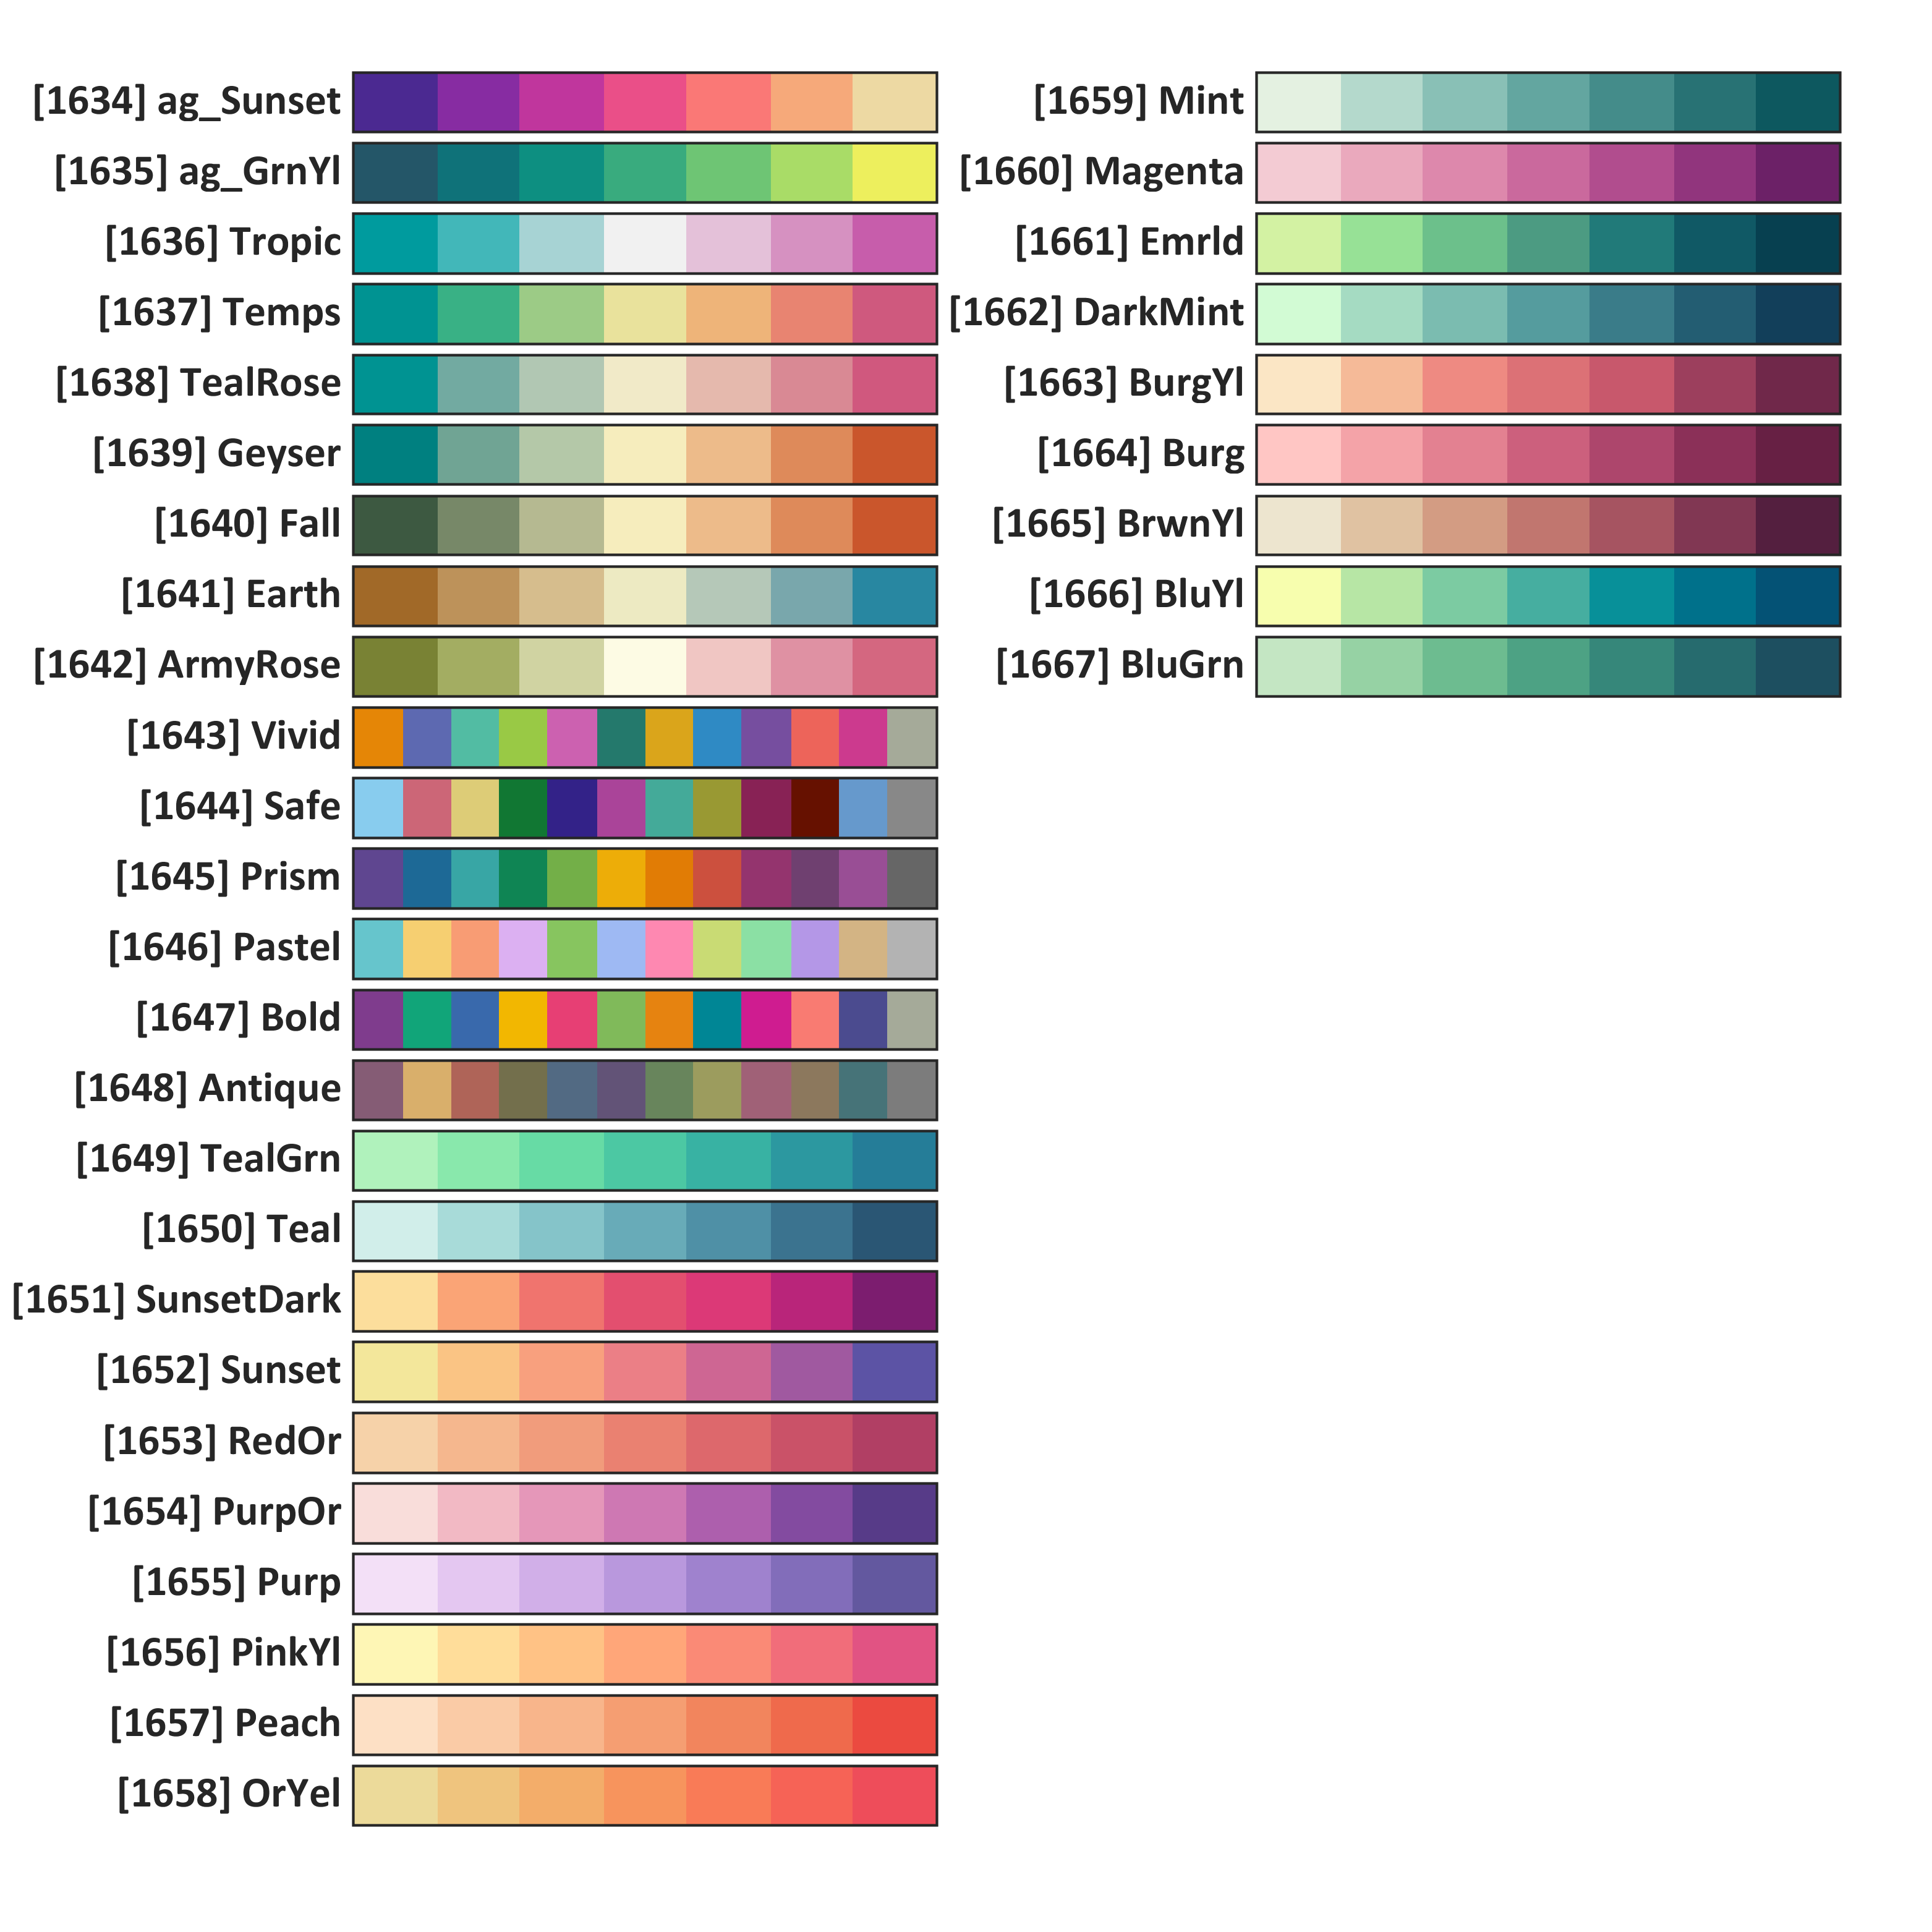 [1634] ag_Sunset
[1635] ag_GrnYl
[1636] Tropic
[1637] Temps
[1638] TealRose
[1639] Geyser
[1640] Fall
[1641] Earth
[1642] ArmyRose
[1643] Vivid
[1644] Safe
[1645] Prism
[1646] Pastel
[1647] Bold
[1648] Antique
[1649] TealGrn
[1650] Teal
[1651] SunsetDark
[1652] Sunset
[1653] RedOr
[1654] PurpOr
[1655] Purp
[1656] PinkYl
[1657] Peach
[1658] OrYel
[1659] Mint
[1660] Magenta
[1661] Emrld
[1662] DarkMint
[1663] BurgYl
[1664] Burg
[1665] BrwnYl
[1666] BluYl
[1667] BluGrn